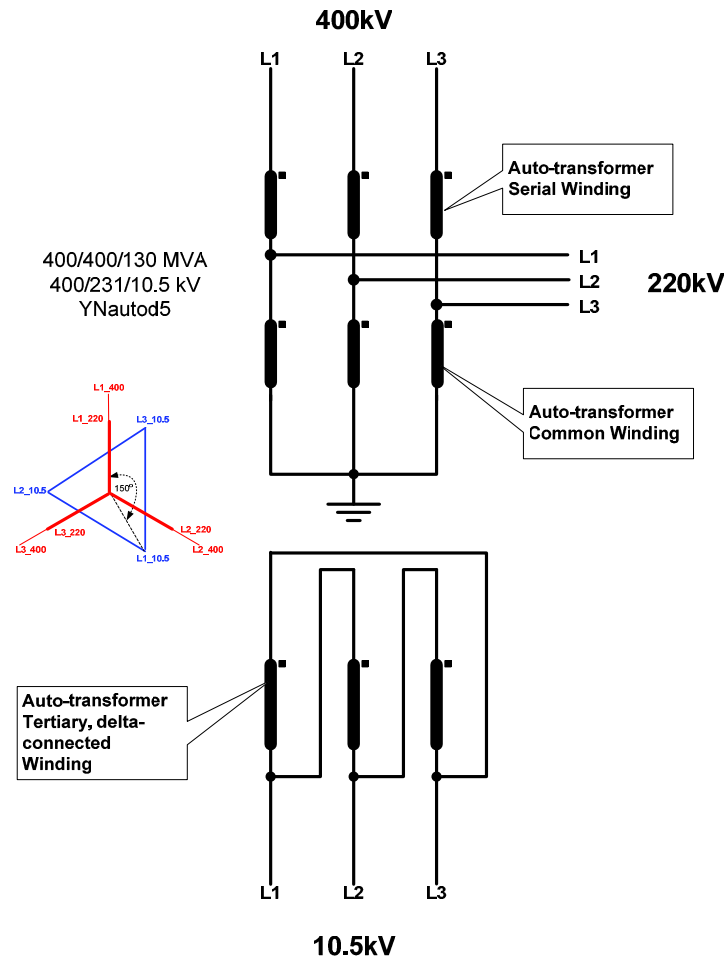 400kV
L1
L2
L3
Auto-transformer
Serial Winding
400/400/130 MVA
400/231/10.5 kV
YNautod5
L1
L2
L3
220kV
L1_400
L1_220
L3_10.5
150°
L2_10.5
L3_220
L3_400
L2_220
L2_400
L1_10.5
Auto-transformer
Common Winding
Auto-transformer
Tertiary, delta-
connected
Winding
L1
L2
L3
10.5kV